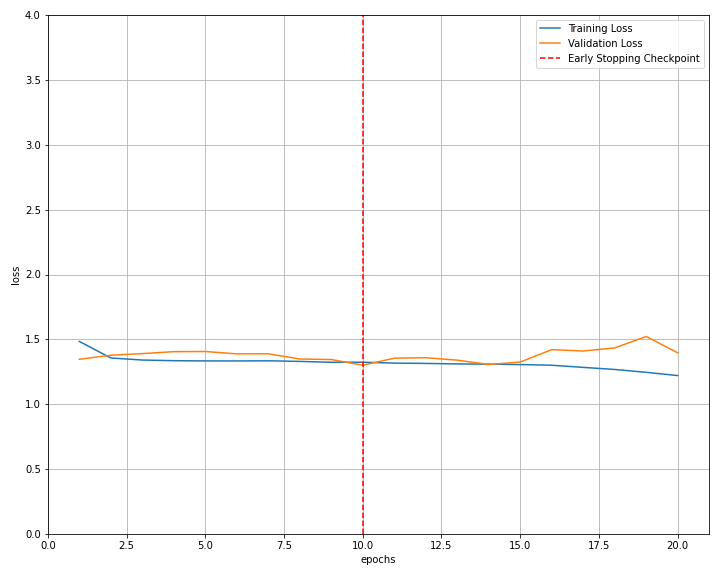 4.0
3.5
3.0
2.5
2.0
1.5
1.0
0.5
0.0
loss
0.0 2.5 5.0 7.5 10.0 12.5 15.0 17.5 20.0
epochs
Training Loss
Validation Loss
Early Stopping Checkpoint